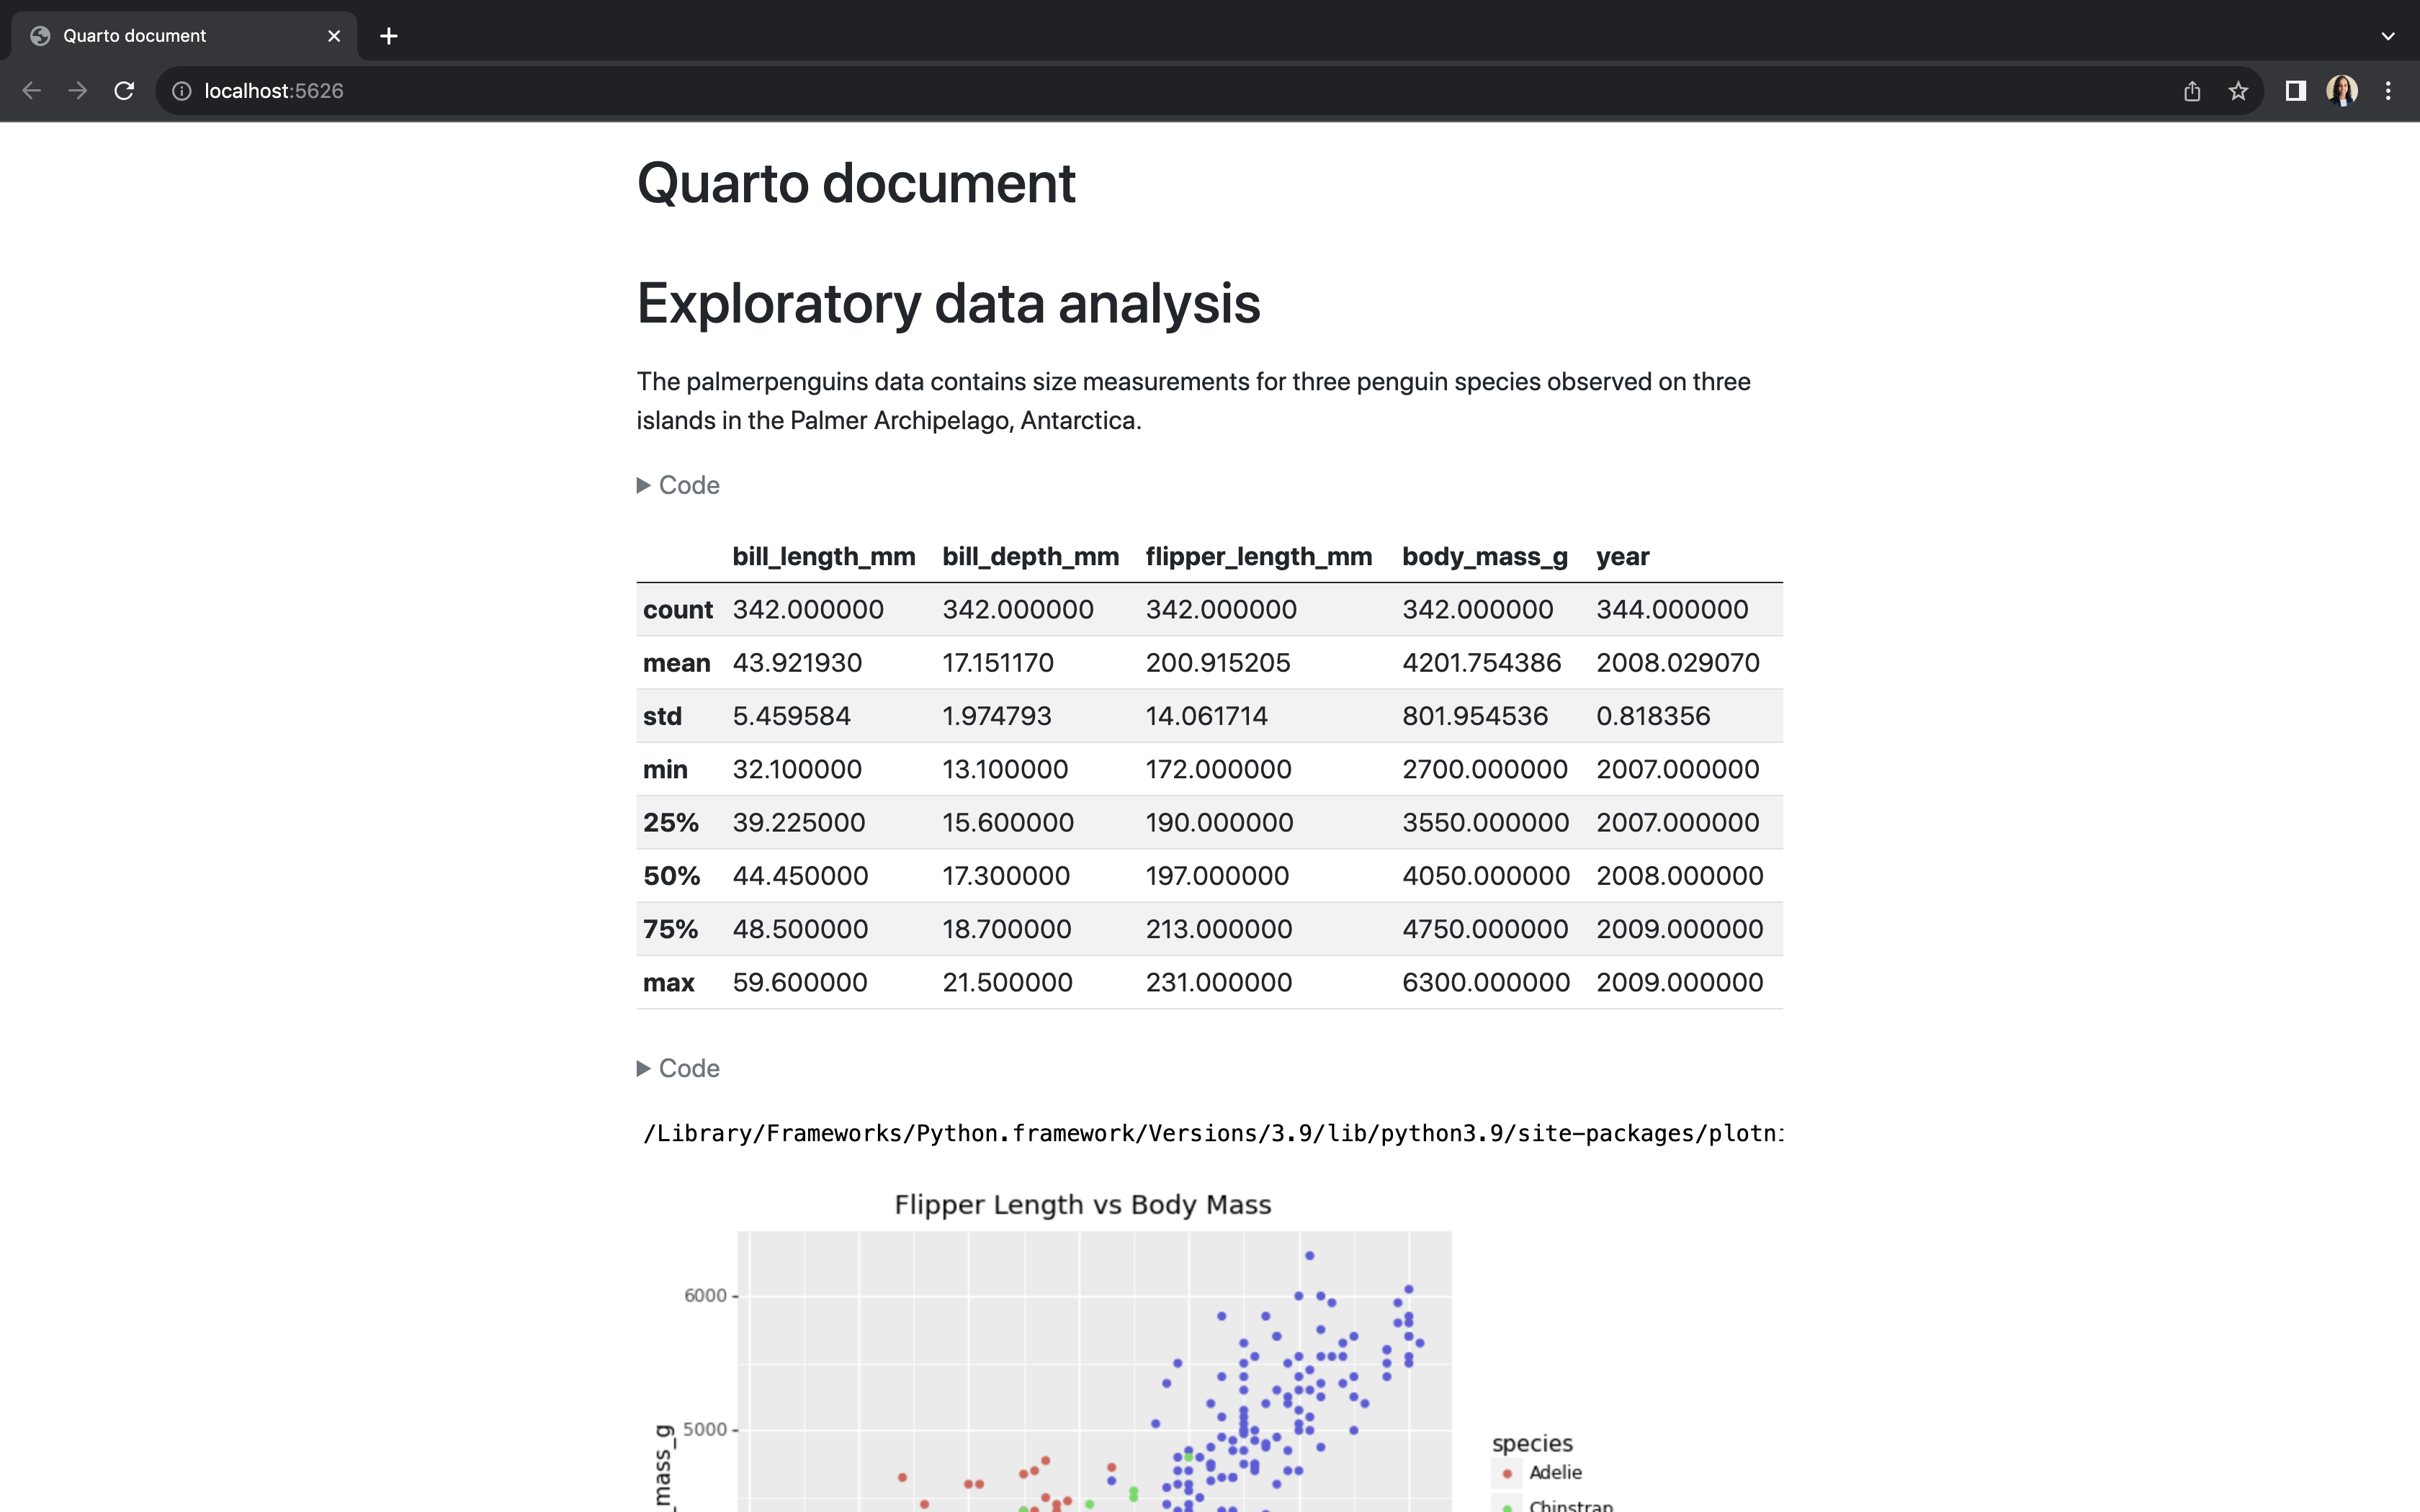 Quarto document
localhost:5626
Quarto document
Exploratory data analysis
The palmerpenguins data contains size measurements for three penguin species observed on three
islands in the Palmer Archipelago, Antarctica.
Code
bill_length_mm bill_depth_mm flipper_length_mm body_mass_g year
count 342.000000 342.000000 342.000000 342.000000 344.000000
mean 43.921930 17.151170 200.915205 4201.754386 2008.029070
std 5.459584 1.974793 14.061714 801.954536 0.818356
min 32.100000 13.100000 172.000000 2700.000000 2007.000000
25% 39.225000 15.600000 190.000000 3550.000000 2007.000000
50% 44.450000 17.300000 197.000000 4050.000000 2008.000000
75% 48.500000 18.700000 213.000000 4750.000000 2009.000000
max 59.600000 21.500000 231.000000 6300.000000 2009.000000
Code
/Library/Frameworks/Python.framework/Versions/3.9/lib/python3.9/site-packages/plotni
Flipper Length vs Body Mass
6000
5000
_mass_g
species
Adelie
Chinstrap